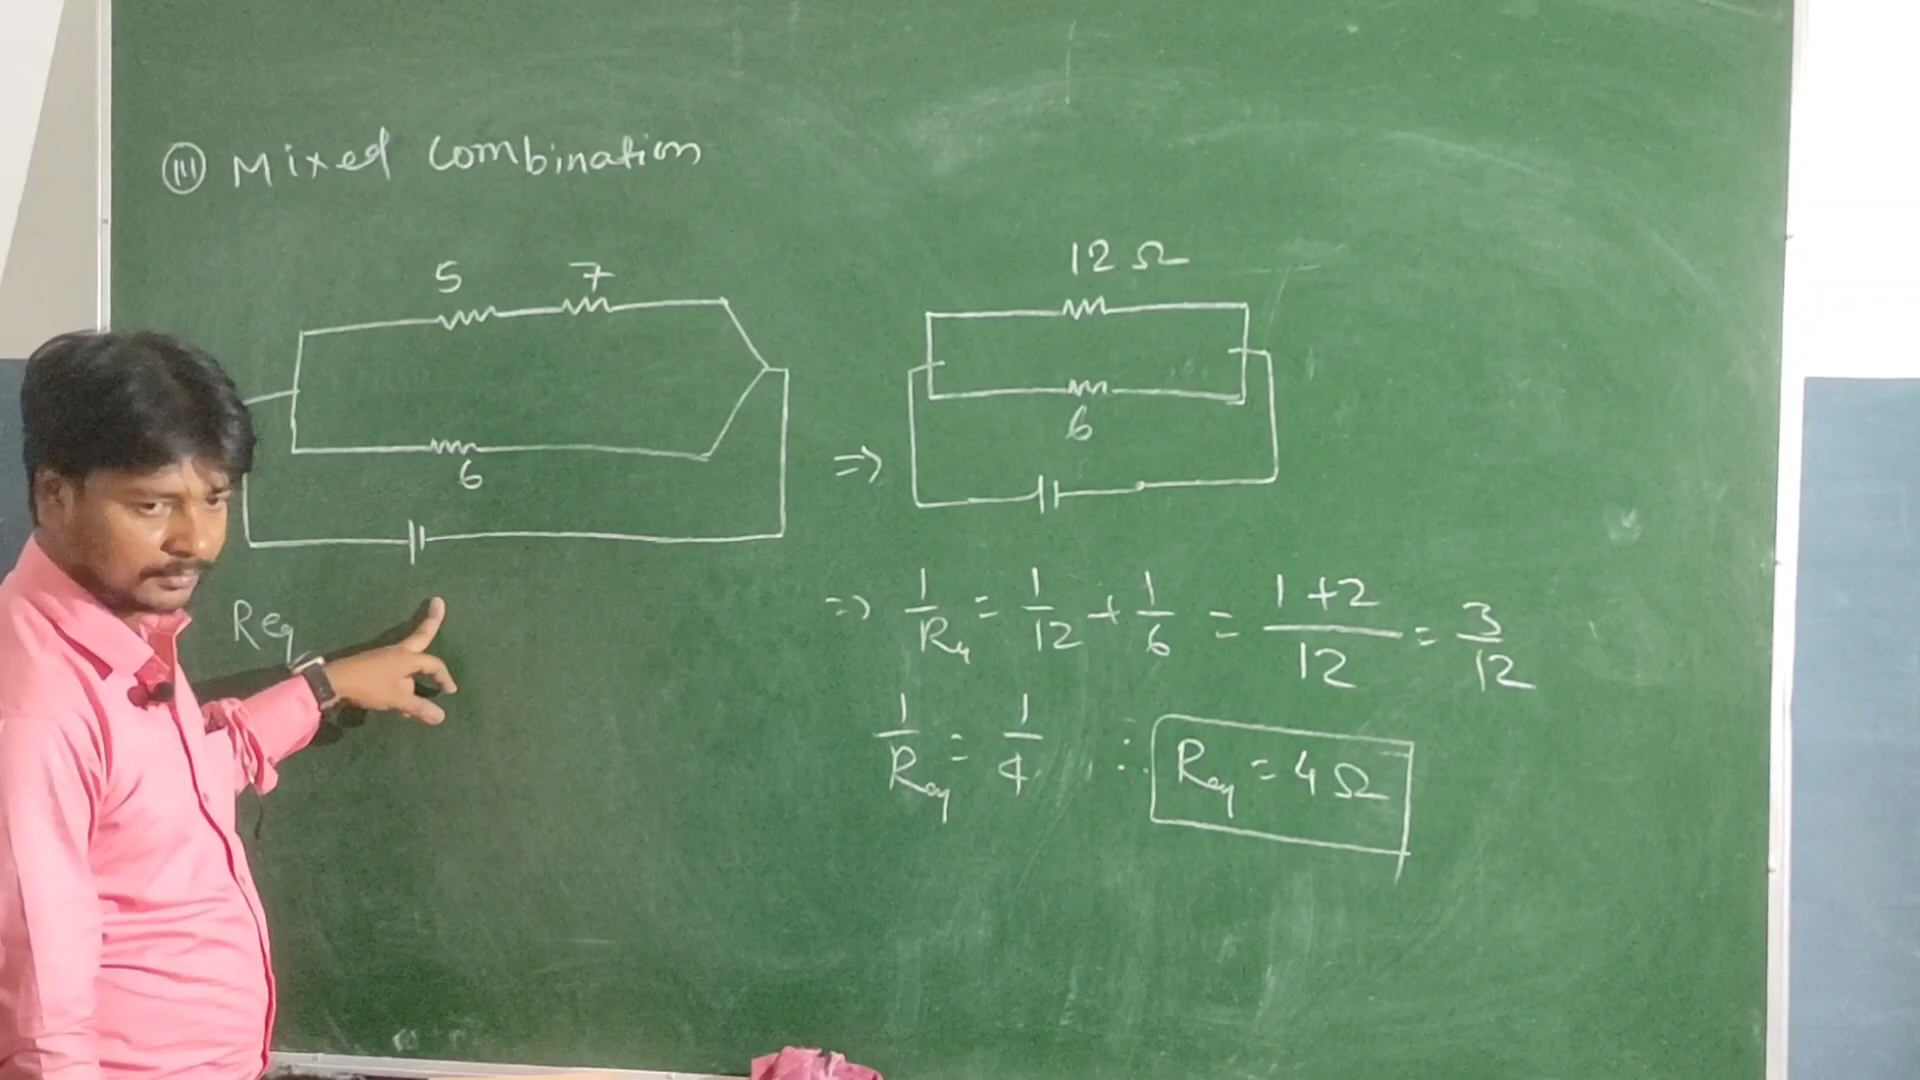 (III) Mixed Combination
5 7
6
Req
12 Ω
6
⇒
⇒ 1/Rq = 1/12 + 1/6 = 1+2/12 = 3/12
1/Req = 1/4 ∴ Req = 4 Ω